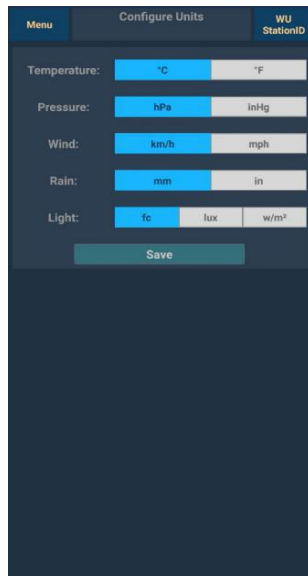 Menu
Configure Units
WU
StationID
Temperature: °C °F
Pressure: hPa inHg
Wind: km/h mph
Rain: mm in
Light: fc lux w/m²
Save